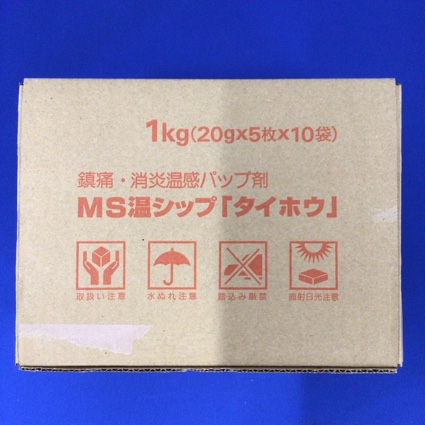 1kg(20g×5枚×10袋)
鎮痛・消炎温感パップ剤
MS温シップ「タイホウ」
取扱い注意 水ぬれ注意 踏込み厳禁 直射日光注意